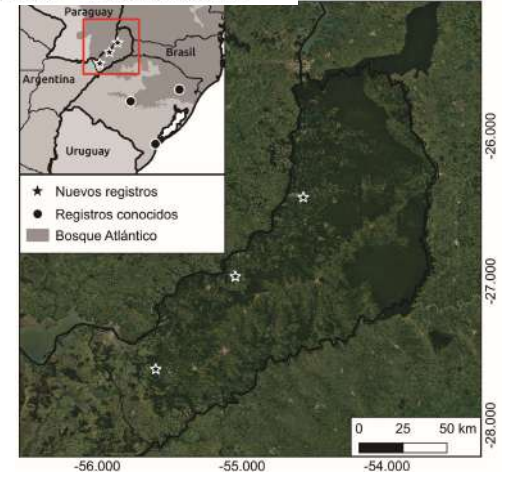 Paraguay
Brasil
Argentina
Uruguay
Nuevos registros
Registros conocidos
Bosque Atlántico
-26.000
-27.000
-28.000
0 25 50 km
-56.000 -55.000 -54.000